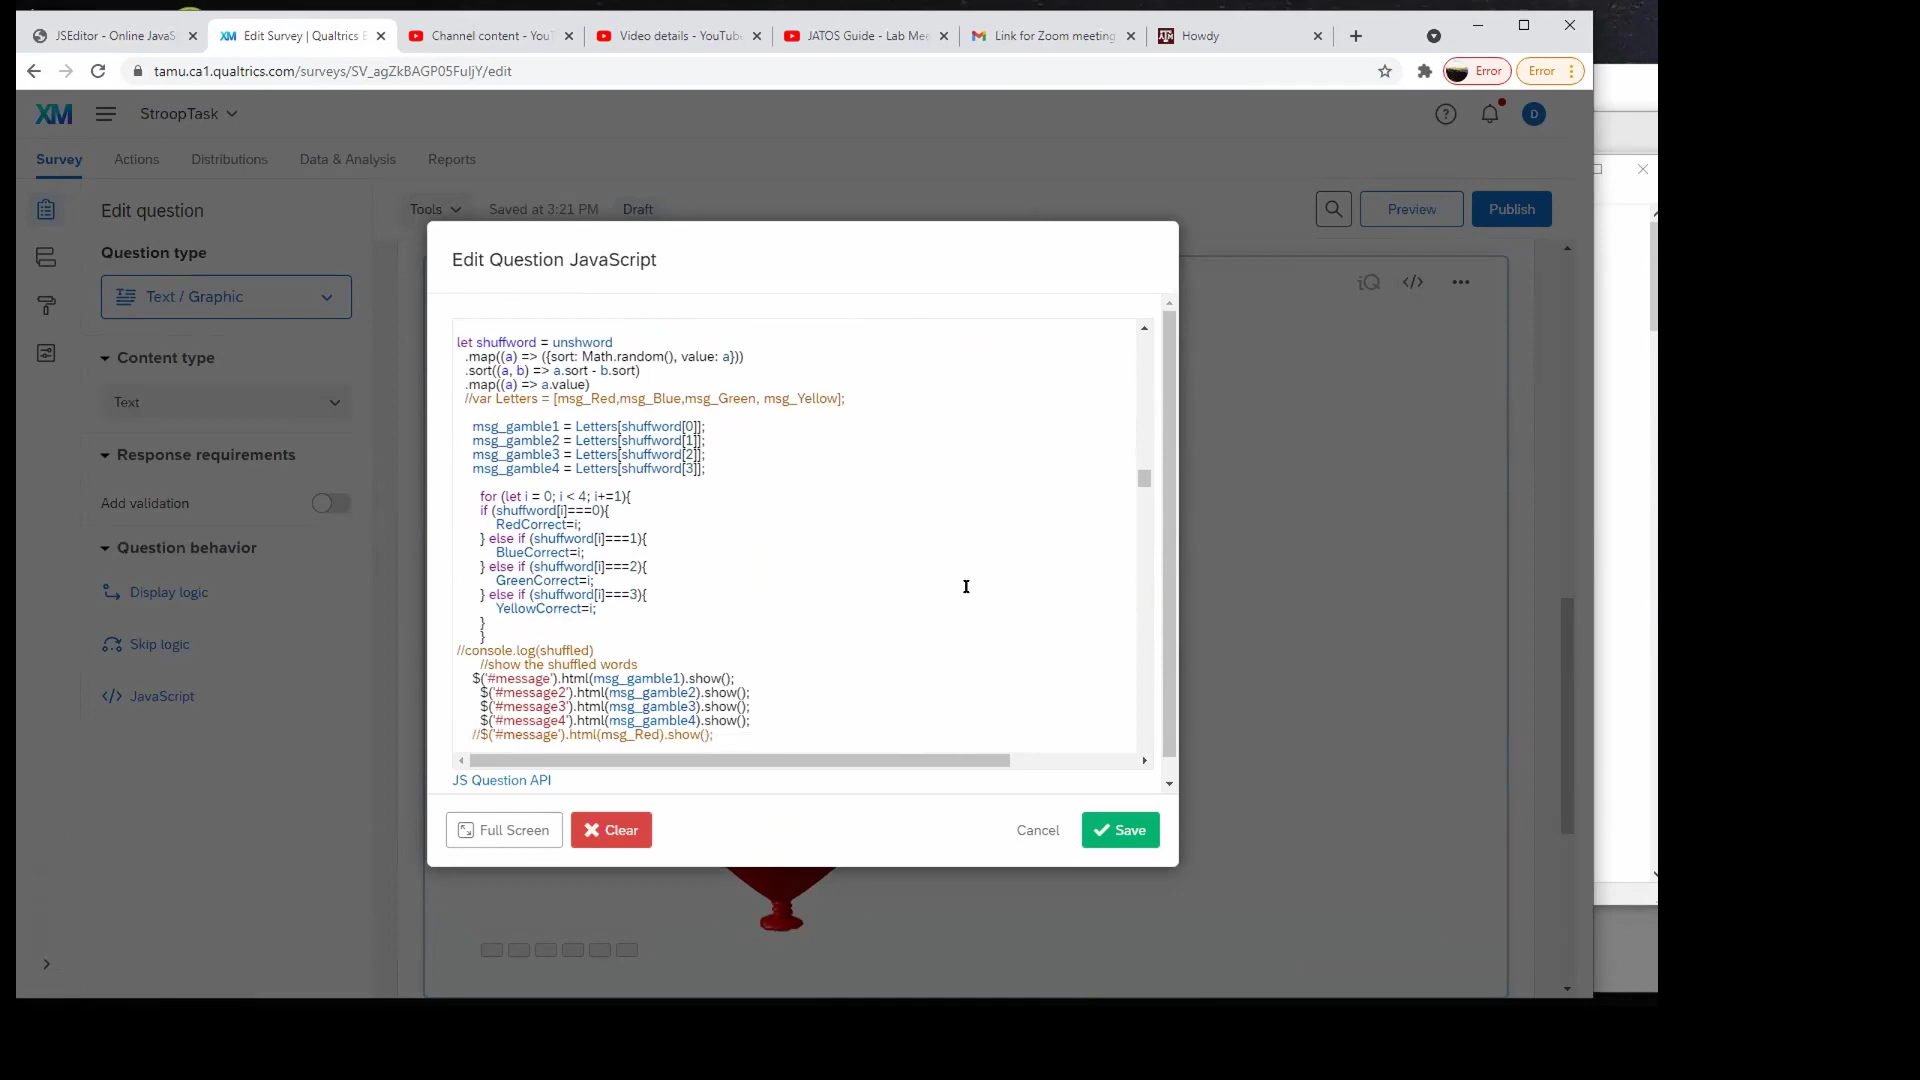 JSEditor - Online JavaS
Edit Survey | Qualtrics E
Channel content - YouT
Video details - YouTube
JATOS Guide - Lab Mee
Link for Zoom meeting
Howdy
tamu.ca1.qualtrics.com/surveys/SV_agZkBAGP05FuIjY/edit
Error
Error
XM
StroopTask
D
Survey
Actions
Distributions
Data & Analysis
Reports
Edit question
Tools
Saved at 3:21 PM
Draft
Preview
Publish
Question type
Text / Graphic
Content type
Text
Response requirements
Add validation
Question behavior
Display logic
Skip logic
</> JavaScript
iQ
</>
Edit Question JavaScript
let shuffword = unshword
.map((a) => ({sort: Math.random(), value: a}))
.sort((a, b) => a.sort - b.sort)
.map((a) => a.value)
//var Letters = [msg_Red,msg_Blue,msg_Green, msg_Yellow];
msg_gamble1 = Letters[shuffword[0]];
msg_gamble2 = Letters[shuffword[1]];
msg_gamble3 = Letters[shuffword[2]];
msg_gamble4 = Letters[shuffword[3]];
for (let i = 0; i < 4; i+=1){
if (shuffword[i]===0){
RedCorrect=i;
} else if (shuffword[i]===1){
BlueCorrect=i;
} else if (shuffword[i]===2){
GreenCorrect=i;
} else if (shuffword[i]===3){
YellowCorrect=i;
}
}
//console.log(shuffled)
//show the shuffled words
$('#message').html(msg_gamble1).show();
$('#message2').html(msg_gamble2).show();
$('#message3').html(msg_gamble3).show();
$('#message4').html(msg_gamble4).show();
//$('#message').html(msg_Red).show();
JS Question API
Full Screen
Clear
Cancel
Save